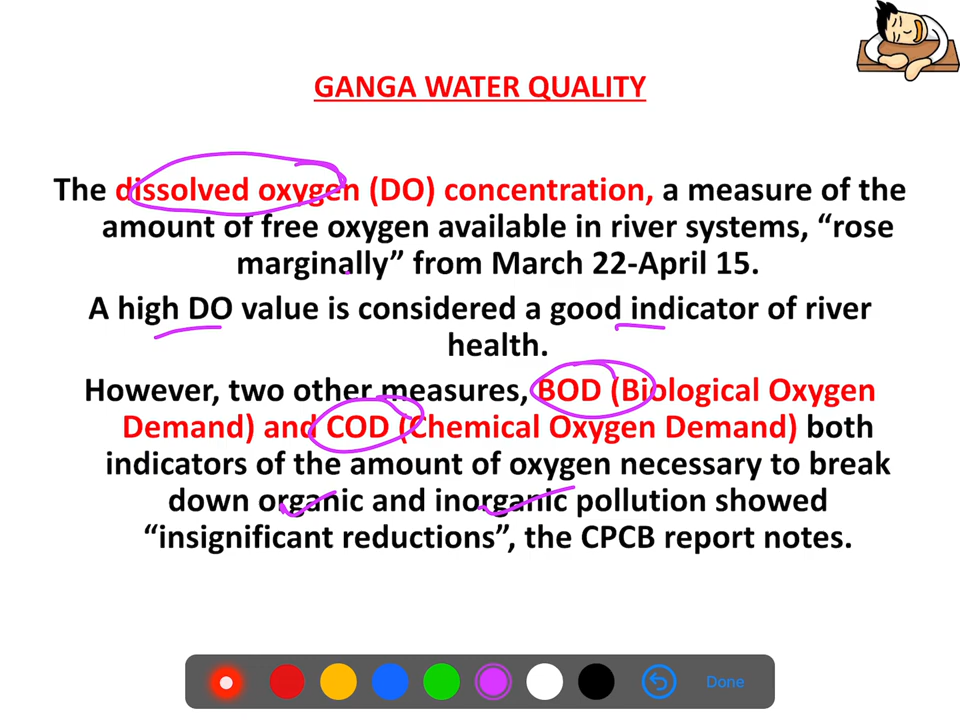 GANGA WATER QUALITY
The dissolved oxygen (DO) concentration, a measure of the
amount of free oxygen available in river systems, “rose
marginally” from March 22-April 15.
A high DO value is considered a good indicator of river
health.
However, two other measures, BOD (Biological Oxygen
Demand) and COD (Chemical Oxygen Demand) both
indicators of the amount of oxygen necessary to break
down organic and inorganic pollution showed
“insignificant reductions”, the CPCB report notes.
Done